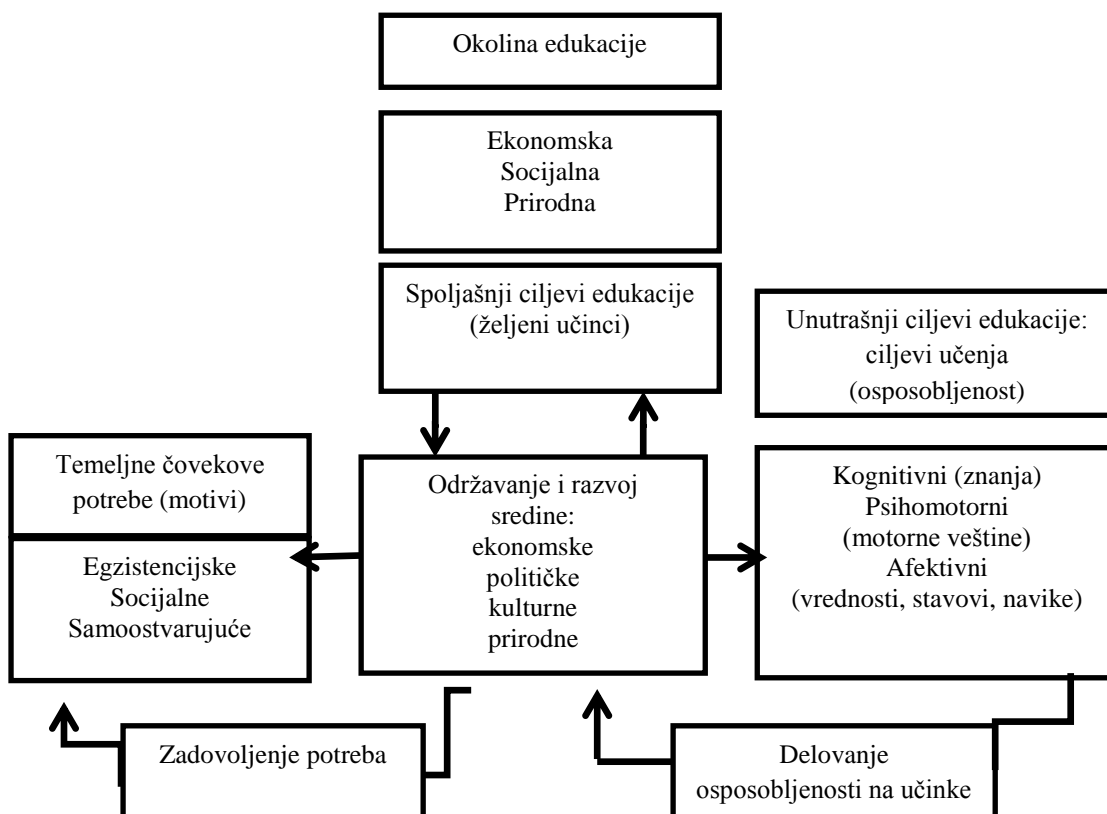 Okolina edukacije
Ekonomska
Socijalna
Prirodna
Spoljašnji ciljevi edukacije
(željeni učinci)
Unutrašnji ciljevi edukacije:
ciljevi učenja
(osposobljenost)
Temeljne čovekove
potrebe (motivi)
Egzistencijske
Socijalne
Samoostvarujuće
Održavanje i razvoj
sredine:
ekonomske
političke
kulturne
prirodne
Kognitivni (znanja)
Psihomotorni
(motorne veštine)
Afektivni
(vrednosti, stavovi, navike)
Zadovoljenje potreba
Delovanje
osposobljenosti na učinke